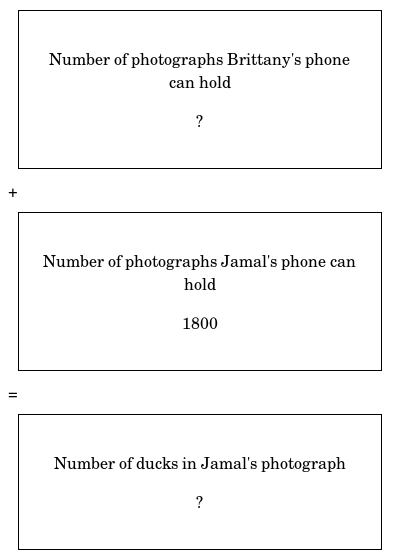 Number of photographs Brittany's phone
can hold
?
+
Number of photographs Jamal's phone can
hold
1800
=
Number of ducks in Jamal's photograph
?